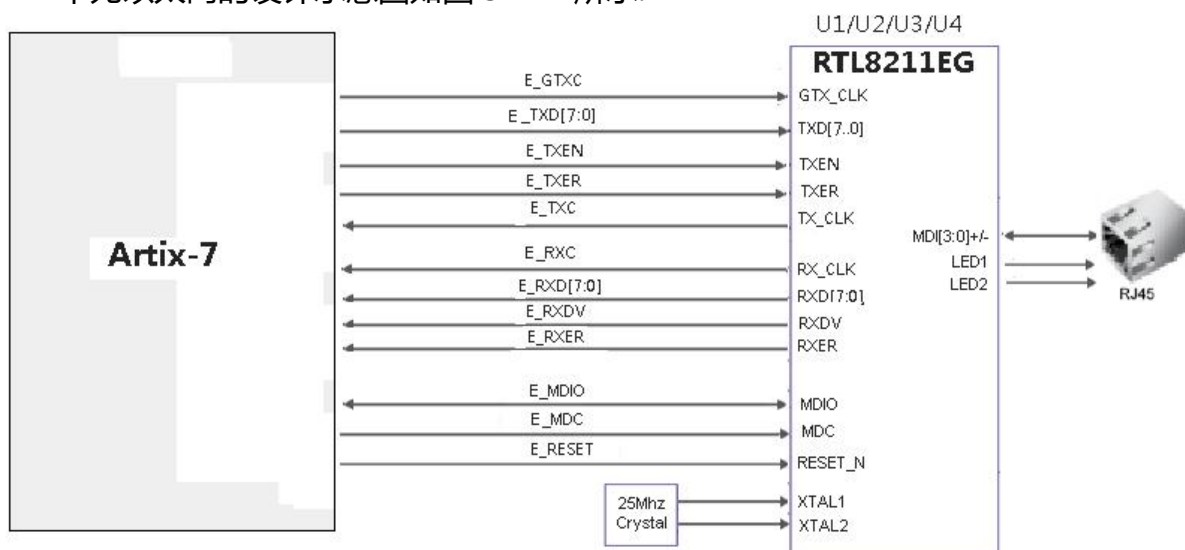 U1/U2/U3/U4
RTL8211EG
Artix-7
E_GTXC
GTX_CLK
E_TXD[7:0]
TXD[7..0]
E_TXEN
TXEN
E_TXER
TXER
E_TXC
TX_CLK
MDI[3:0]+/-
E_RXC
RX_CLK
LED1
E_RXD[7:0]
RXD[7:0]
LED2
RJ45
E_RXDV
RXDV
E_RXER
RXER
E_MDIO
MDIO
E_MDC
MDC
E_RESET
RESET_N
25Mhz
Crystal
XTAL1
XTAL2